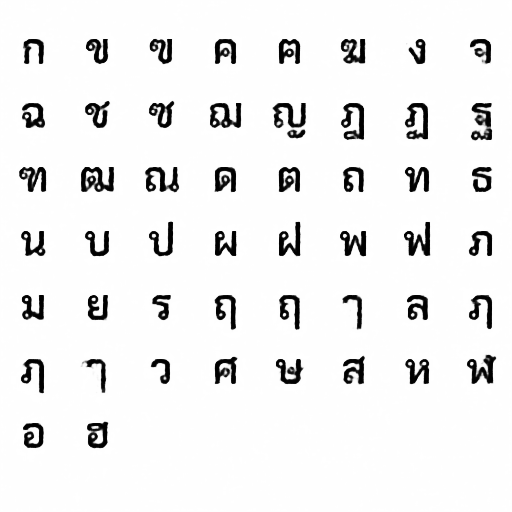 ก ข ฃ ค ฅ ฆ ง จ
ฉ ช ซ ฌ ญ ฎ ฏ ฐ
ฑ ฒ ณ ด ต ถ ท ธ
น บ ป ผ ฝ พ ฟ ภ
ม ย ร ฤ ฤ ๅ ล ฦ
ฦ ๅ ว ศ ษ ส ห ฬ
อ ฮ